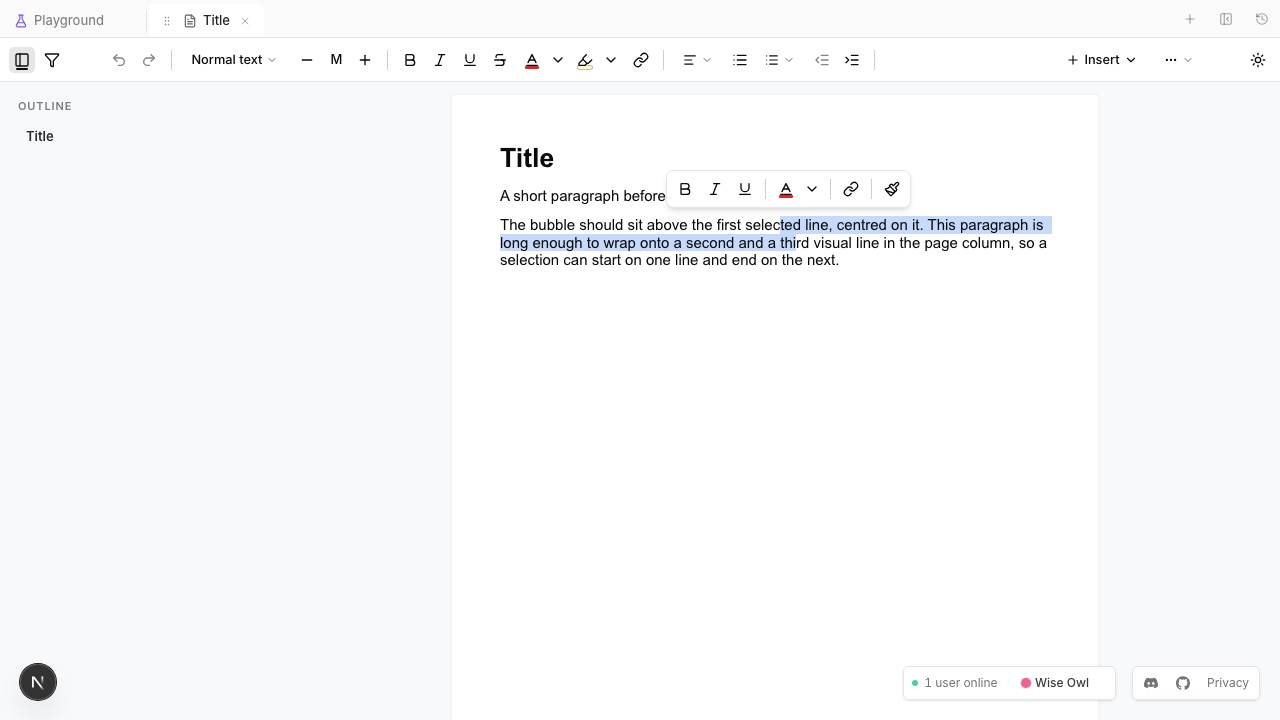 Playground
Title
Normal text
M
Insert
OUTLINE
Title
Title
A short paragraph before
The bubble should sit above the first selected line, centred on it. This paragraph is
long enough to wrap onto a second and a third visual line in the page column, so a
selection can start on one line and end on the next.
1 user online
Wise Owl
Privacy